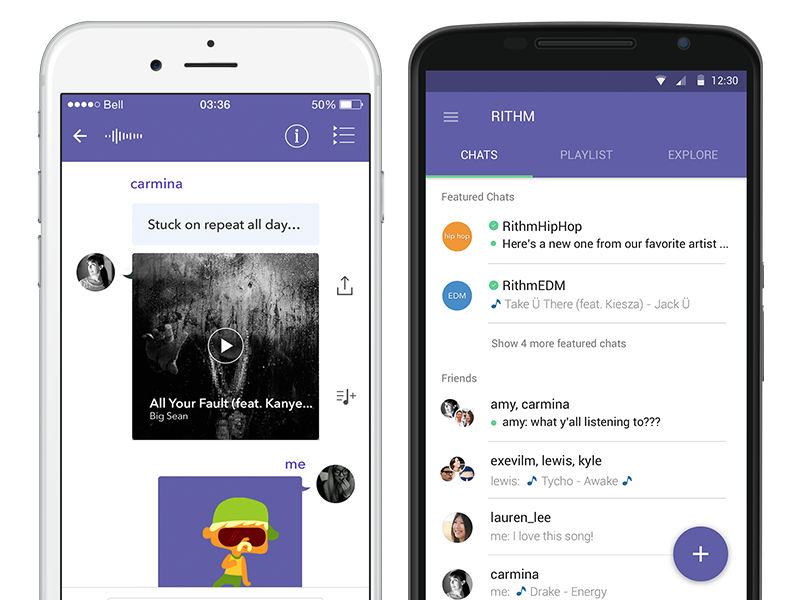 Bell
03:36
50%
carmina
Stuck on repeat all day...
All Your Fault (feat. Kanye...
Big Sean
me
12:30
RITHM
CHATS
PLAYLIST
EXPLORE
Featured Chats
hip hop
RithmHipHop
Here's a new one from our favorite artist ...
EDM
RithmEDM
Take Ü There (feat. Kiesza) - Jack Ü
Show 4 more featured chats
Friends
amy, carmina
amy: what y'all listening to???
exevilm, lewis, kyle
lewis: Tycho - Awake
lauren_lee
me: I love this song!
carmina
me: Drake - Energy